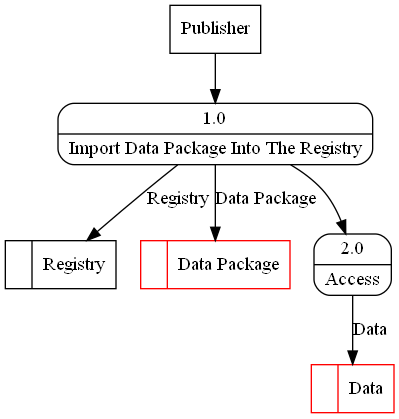 Publisher
1.0
Import Data Package Into The Registry
Registry
Data Package
Registry
Data Package
2.0
Access
Data
Data